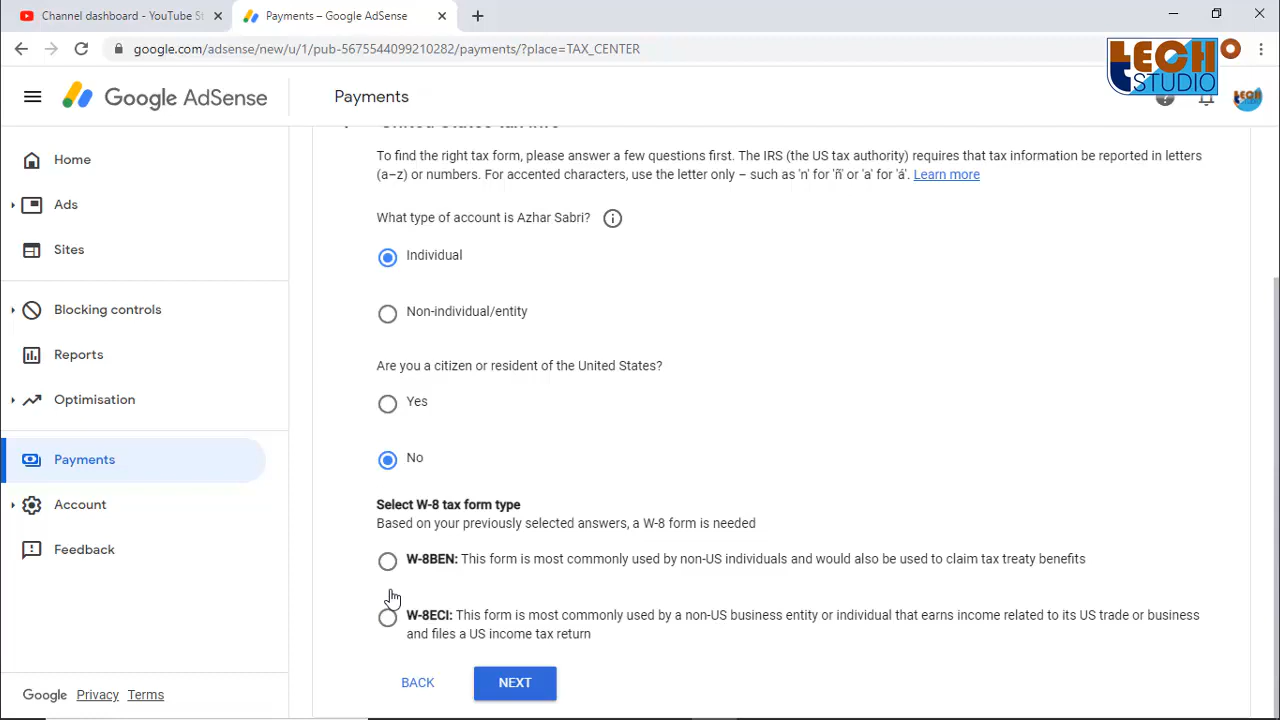 Channel dashboard - YouTube St
Payments – Google AdSense
google.com/adsense/new/u/1/pub-5675544099210282/payments/?place=TAX_CENTER
TECHO
STUDIO
Google AdSense
Payments
Home
Ads
Sites
Blocking controls
Reports
Optimisation
Payments
Account
Feedback
Google Privacy Terms
United States tax info
To find the right tax form, please answer a few questions first. The IRS (the US tax authority) requires that tax information be reported in letters
(a–z) or numbers. For accented characters, use the letter only – such as 'n' for 'ñ' or 'a' for 'á'. Learn more
What type of account is Azhar Sabri?
Individual
Non-individual/entity
Are you a citizen or resident of the United States?
Yes
No
Select W-8 tax form type
Based on your previously selected answers, a W-8 form is needed
W-8BEN: This form is most commonly used by non-US individuals and would also be used to claim tax treaty benefits
W-8ECI: This form is most commonly used by a non-US business entity or individual that earns income related to its US trade or business
and files a US income tax return
BACK
NEXT